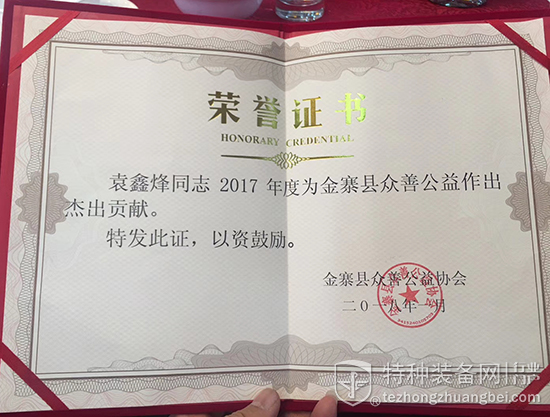 荣誉证书
HONORARY CREDENTIAL
袁鑫烽同志 2017 年度为金寨县众善公益作出
杰出贡献。
特发此证，以资鼓励。
金寨县众善公益协会
二〇一八年一月
特种装备网
tezhongzhuangbei.com